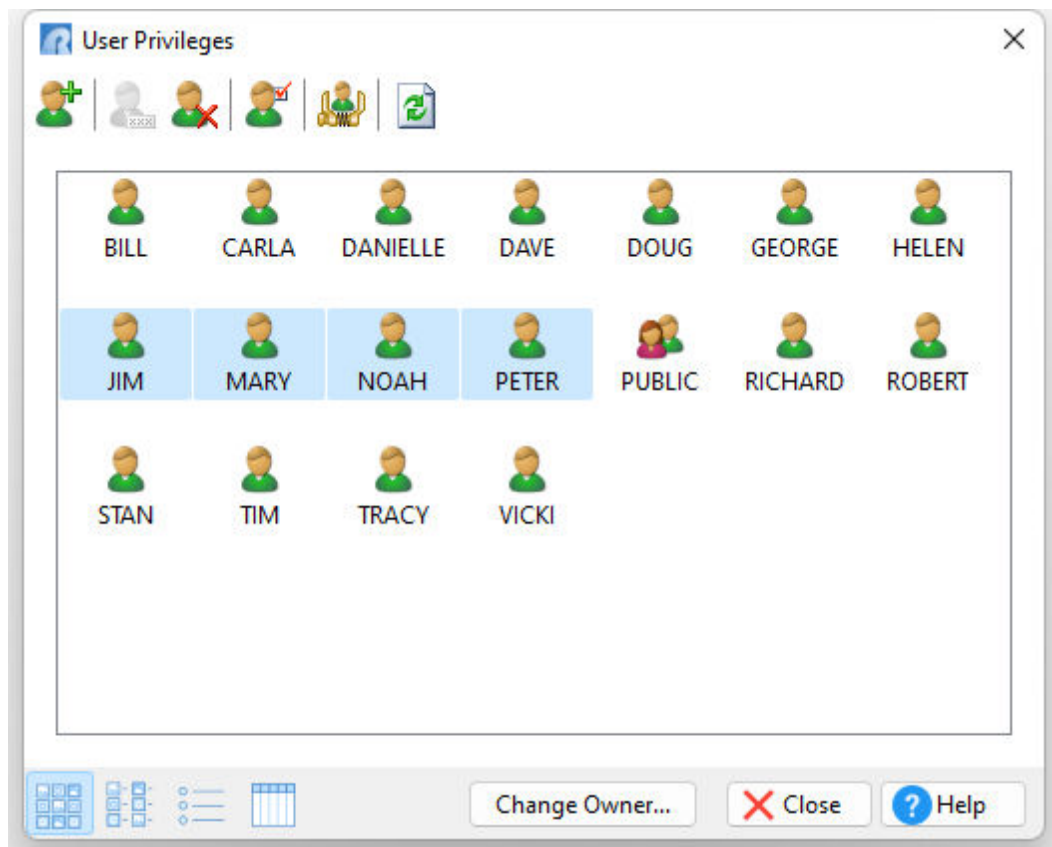 User Privileges
BILL CARLA DANIELLE DAVE DOUG GEORGE HELEN
JIM MARY NOAH PETER PUBLIC RICHARD ROBERT
STAN TIM TRACY VICKI
Change Owner... Close Help